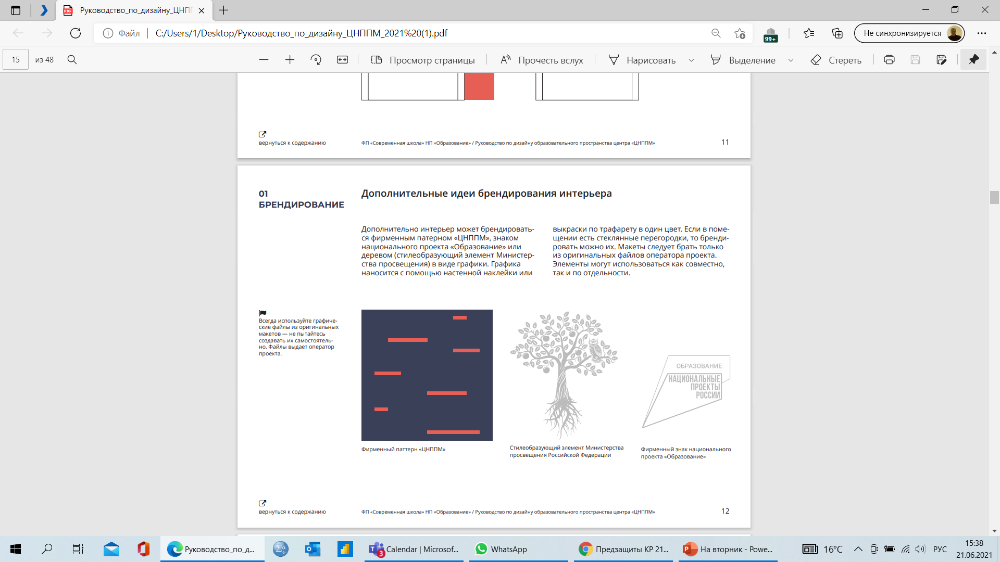 Руководство_по_дизайну_ЦНПП
Файл
C:/Users/1/Desktop/Руководство_по_дизайну_ЦНППМ_2021%20(1).pdf
99+
Не синхронизируется
15
из 48
Просмотр страницы
Прочесть вслух
Нарисовать
Выделение
Стереть
вернуться к содержанию
ФП «Современная школа» НП «Образование» / Руководство по дизайну образовательного пространства центра «ЦНППМ»
11
01
БРЕНДИРОВАНИЕ
Дополнительные идеи брендирования интерьера
Дополнительно интерьер может брендировать-
ся фирменным патерном «ЦНППМ», знаком
национального проекта «Образование» или
деревом (стилеобразующий элемент Министер-
ства просвещения) в виде графики. Графика
наносится с помощью настенной наклейки или
выкраски по трафарету в один цвет. Если в поме-
щении есть стеклянные перегородки, то бренди-
ровать можно их. Макеты следует брать только
из оригинальных файлов оператора проекта.
Элементы могут использоваться как совместно,
так и по отдельности.
Всегда используйте графиче-
ские файлы из оригинальных
макетов — не пытайтесь
создавать их самостоятель-
но. Файлы выдает оператор
проекта.
ОБРАЗОВАНИЕ
НАЦИОНАЛЬНЫЕ
ПРОЕКТЫ
РОССИИ
Фирменный паттерн «ЦНППМ»
Стилеобразующий элемент Министерства
просвещения Российской Федерации
Фирменный знак национального
проекта «Образование»
вернуться к содержанию
ФП «Современная школа» НП «Образование» / Руководство по дизайну образовательного пространства центра «ЦНППМ»
12
Руководство_по_д...
3
Calendar | Microsof...
WhatsApp
Предзащиты КР 21...
На вторник - Powe...
16°C
РУС
15:38
21.06.2021